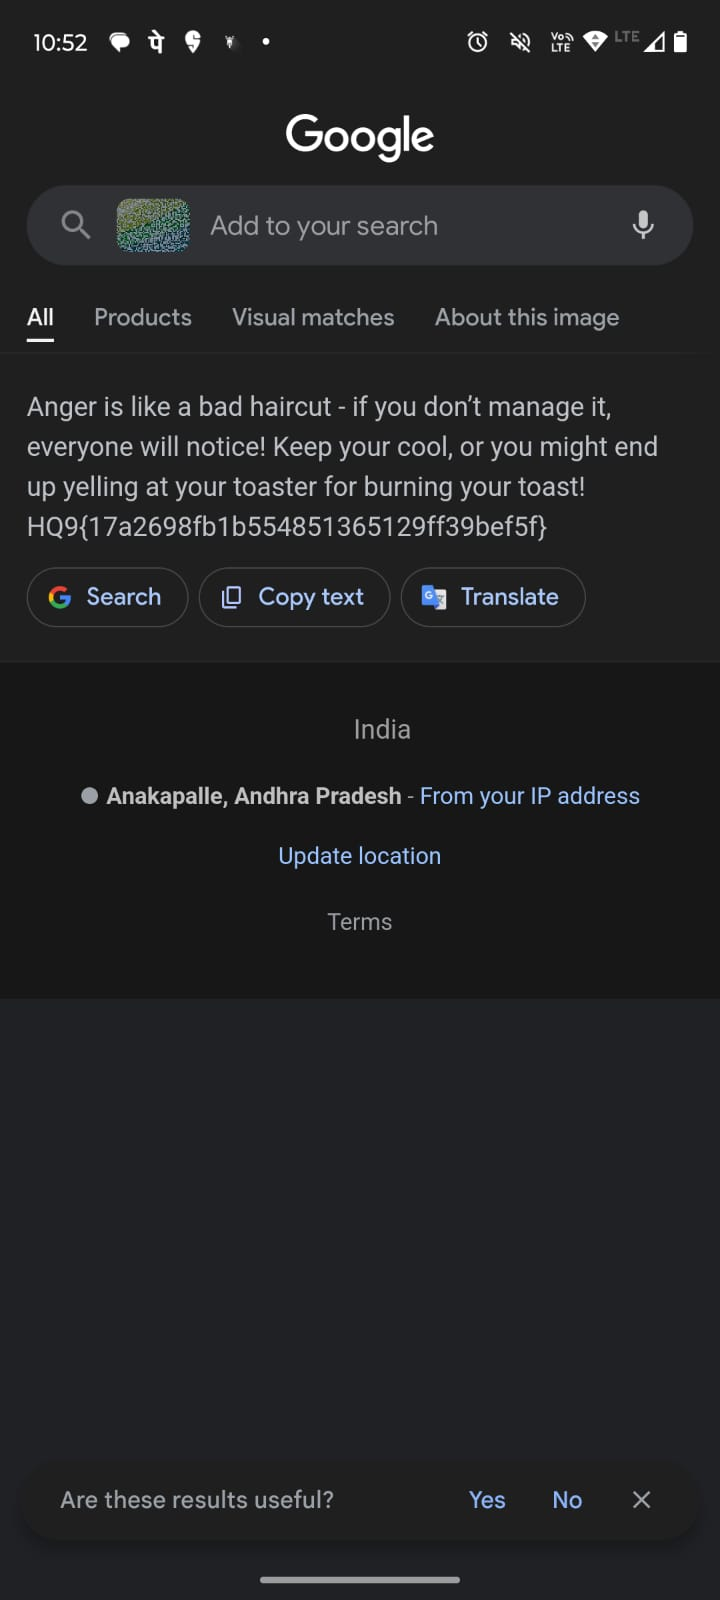 10:52 पे Vo LTE LTE
Google
Add to your search
All Products Visual matches About this image
Anger is like a bad haircut - if you don’t manage it,
everyone will notice! Keep your cool, or you might end
up yelling at your toaster for burning your toast!
HQ9{17a2698fb1b554851365129ff39bef5f}
Search Copy text Translate
India
Anakapalle, Andhra Pradesh - From your IP address
Update location
Terms
Are these results useful? Yes No